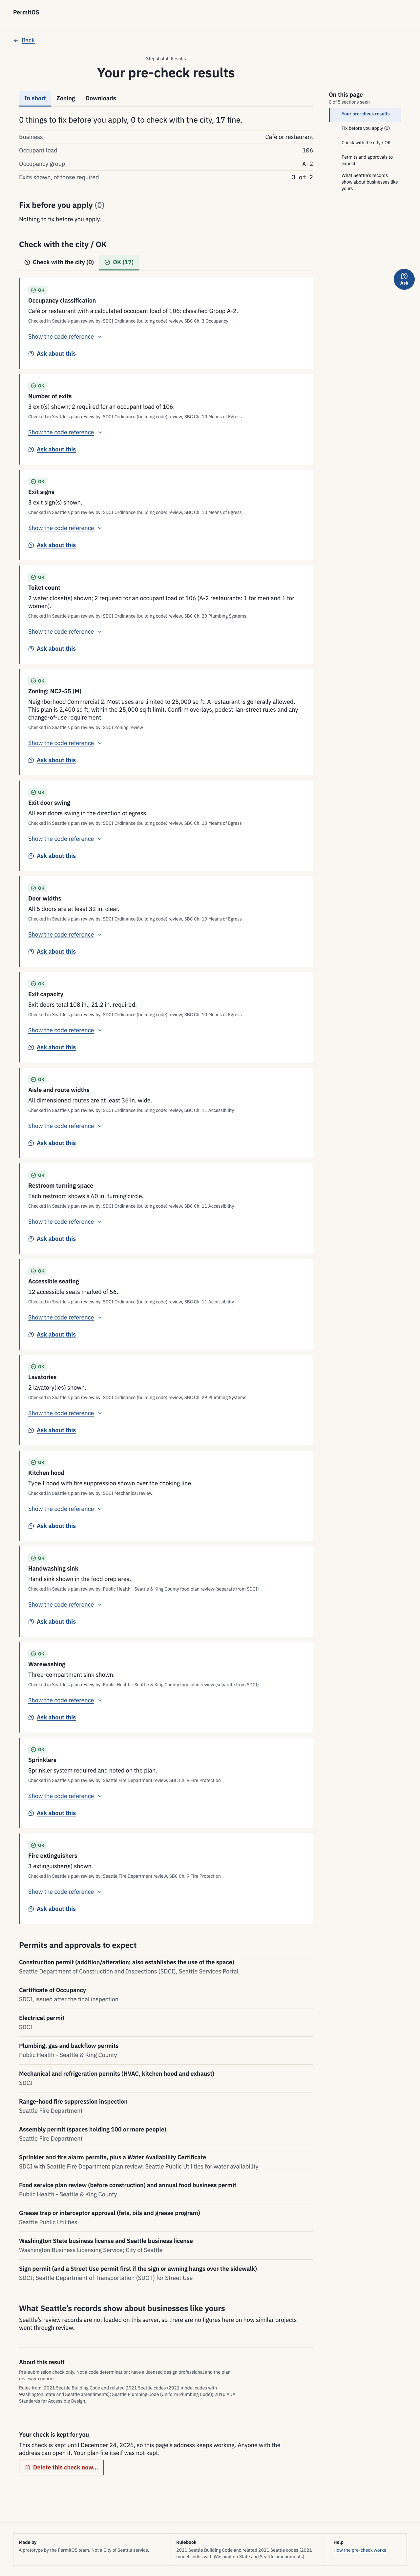 PermitOS
Back
Step 4 of 4: Results
Your pre-check results
In short
Zoning
Downloads
0 things to fix before you apply, 0 to check with the city, 17 fine.
Business
Café or restaurant
Occupant load
106
Occupancy group
A-2
Exits shown, of those required
3 of 2
Fix before you apply (0)
Nothing to fix before you apply.
Check with the city / OK
Check with the city (0)
OK (17)
OK
Occupancy classification
Café or restaurant with a calculated occupant load of 106: classified Group A-2.
Checked in Seattle's plan review by: SDCI Ordinance (building code) review, SBC Ch. 3 Occupancy
Show the code reference
Ask about this
OK
Number of exits
3 exit(s) shown; 2 required for an occupant load of 106.
Checked in Seattle's plan review by: SDCI Ordinance (building code) review, SBC Ch. 10 Means of Egress
Show the code reference
Ask about this
OK
Exit signs
3 exit sign(s) shown.
Checked in Seattle's plan review by: SDCI Ordinance (building code) review, SBC Ch. 10 Means of Egress
Show the code reference
Ask about this
OK
Toilet count
2 water closet(s) shown; 2 required for an occupant load of 106 (A-2 restaurants: 1 for men and 1 for
women).
Checked in Seattle's plan review by: SDCI Ordinance (building code) review, SBC Ch. 29 Plumbing Systems
Show the code reference
Ask about this
OK
Zoning: NC2-55 (M)
Neighborhood Commercial 2. Most uses are limited to 25,000 sq ft. A restaurant is generally allowed.
This plan is 2,400 sq ft, within the 25,000 sq ft limit. Confirm overlays, pedestrian-street rules and any
change-of-use requirement.
Checked in Seattle's plan review by: SDCI Zoning review
Show the code reference
Ask about this
OK
Exit door swing
All exit doors swing in the direction of egress.
Checked in Seattle's plan review by: SDCI Ordinance (building code) review, SBC Ch. 10 Means of Egress
Show the code reference
Ask about this
OK
Door widths
All 5 doors are at least 32 in. clear.
Checked in Seattle's plan review by: SDCI Ordinance (building code) review, SBC Ch. 10 Means of Egress
Show the code reference
Ask about this
OK
Exit capacity
Exit doors total 108 in.; 21.2 in. required.
Checked in Seattle's plan review by: SDCI Ordinance (building code) review, SBC Ch. 10 Means of Egress
Show the code reference
Ask about this
OK
Aisle and route widths
All dimensioned routes are at least 36 in. wide.
Checked in Seattle's plan review by: SDCI Ordinance (building code) review, SBC Ch. 11 Accessibility
Show the code reference
Ask about this
OK
Restroom turning space
Each restroom shows a 60 in. turning circle.
Checked in Seattle's plan review by: SDCI Ordinance (building code) review, SBC Ch. 11 Accessibility
Show the code reference
Ask about this
OK
Accessible seating
12 accessible seats marked of 56.
Checked in Seattle's plan review by: SDCI Ordinance (building code) review, SBC Ch. 11 Accessibility
Show the code reference
Ask about this
OK
Lavatories
2 lavatory(ies) shown.
Checked in Seattle's plan review by: SDCI Ordinance (building code) review, SBC Ch. 29 Plumbing Systems
Show the code reference
Ask about this
OK
Kitchen hood
Type I hood with fire suppression shown over the cooking line.
Checked in Seattle's plan review by: SDCI Mechanical review
Show the code reference
Ask about this
OK
Handwashing sink
Hand sink shown in the food prep area.
Checked in Seattle's plan review by: Public Health - Seattle & King County food plan review (separate from SDCI)
Show the code reference
Ask about this
OK
Warewashing
Three-compartment sink shown.
Checked in Seattle's plan review by: Public Health - Seattle & King County food plan review (separate from SDCI)
Show the code reference
Ask about this
OK
Sprinklers
Sprinkler system required and noted on the plan.
Checked in Seattle's plan review by: Seattle Fire Department review, SBC Ch. 9 Fire Protection
Show the code reference
Ask about this
OK
Fire extinguishers
3 extinguisher(s) shown.
Checked in Seattle's plan review by: Seattle Fire Department review, SBC Ch. 9 Fire Protection
Show the code reference
Ask about this
Permits and approvals to expect
Construction permit (addition/alteration; also establishes the use of the space)
Seattle Department of Construction and Inspections (SDCI), Seattle Services Portal
Certificate of Occupancy
SDCI, issued after the final inspection
Electrical permit
SDCI
Plumbing, gas and backflow permits
Public Health - Seattle & King County
Mechanical and refrigeration permits (HVAC, kitchen hood and exhaust)
SDCI
Range-hood fire suppression inspection
Seattle Fire Department
Assembly permit (spaces holding 100 or more people)
Seattle Fire Department
Sprinkler and fire alarm permits, plus a Water Availability Certificate
SDCI with Seattle Fire Department plan review; Seattle Public Utilities for water availability
Food service plan review (before construction) and annual food business permit
Public Health - Seattle & King County
Grease trap or interceptor approval (fats, oils and grease program)
Seattle Public Utilities
Washington State business license and Seattle business license
Washington Business Licensing Service; City of Seattle
Sign permit (and a Street Use permit first if the sign or awning hangs over the sidewalk)
SDCI; Seattle Department of Transportation (SDOT) for Street Use
What Seattle's records show about businesses like yours
Seattle's review records are not loaded on this server, so there are no figures here on how similar projects
went through review.
About this result
Pre-submission check only. Not a code determination; have a licensed design professional and the plan
reviewer confirm.
Rules from: 2021 Seattle Building Code and related 2021 Seattle codes (2021 model codes with
Washington State and Seattle amendments); Seattle Plumbing Code (Uniform Plumbing Code); 2010 ADA
Standards for Accessible Design.
Your check is kept for you
This check is kept until December 24, 2026, so this page's address keeps working. Anyone with the
address can open it. Your plan file itself was not kept.
Delete this check now...
On this page
0 of 5 sections seen
Your pre-check results
Fix before you apply (0)
Check with the city / OK
Permits and approvals to
expect
What Seattle's records
show about businesses like
yours
Ask
Made by
A prototype by the PermitOS team. Not a City of Seattle service.
Rulebook
2021 Seattle Building Code and related 2021 Seattle codes (2021
model codes with Washington State and Seattle amendments).
Help
How the pre-check works